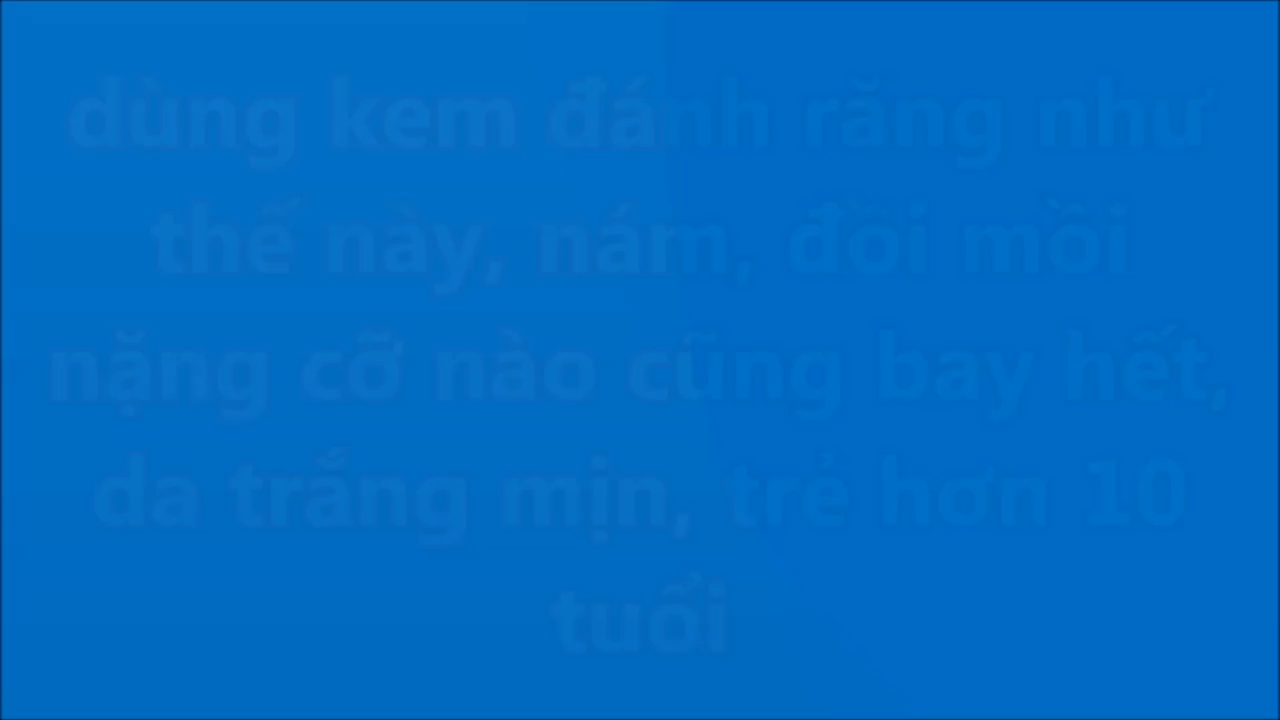 dùng kem đánh răng như
thế này, nám, đồi mồi
nặng cỡ nào cũng bay hết,
da trắng mịn, trẻ hơn 10
tuổi